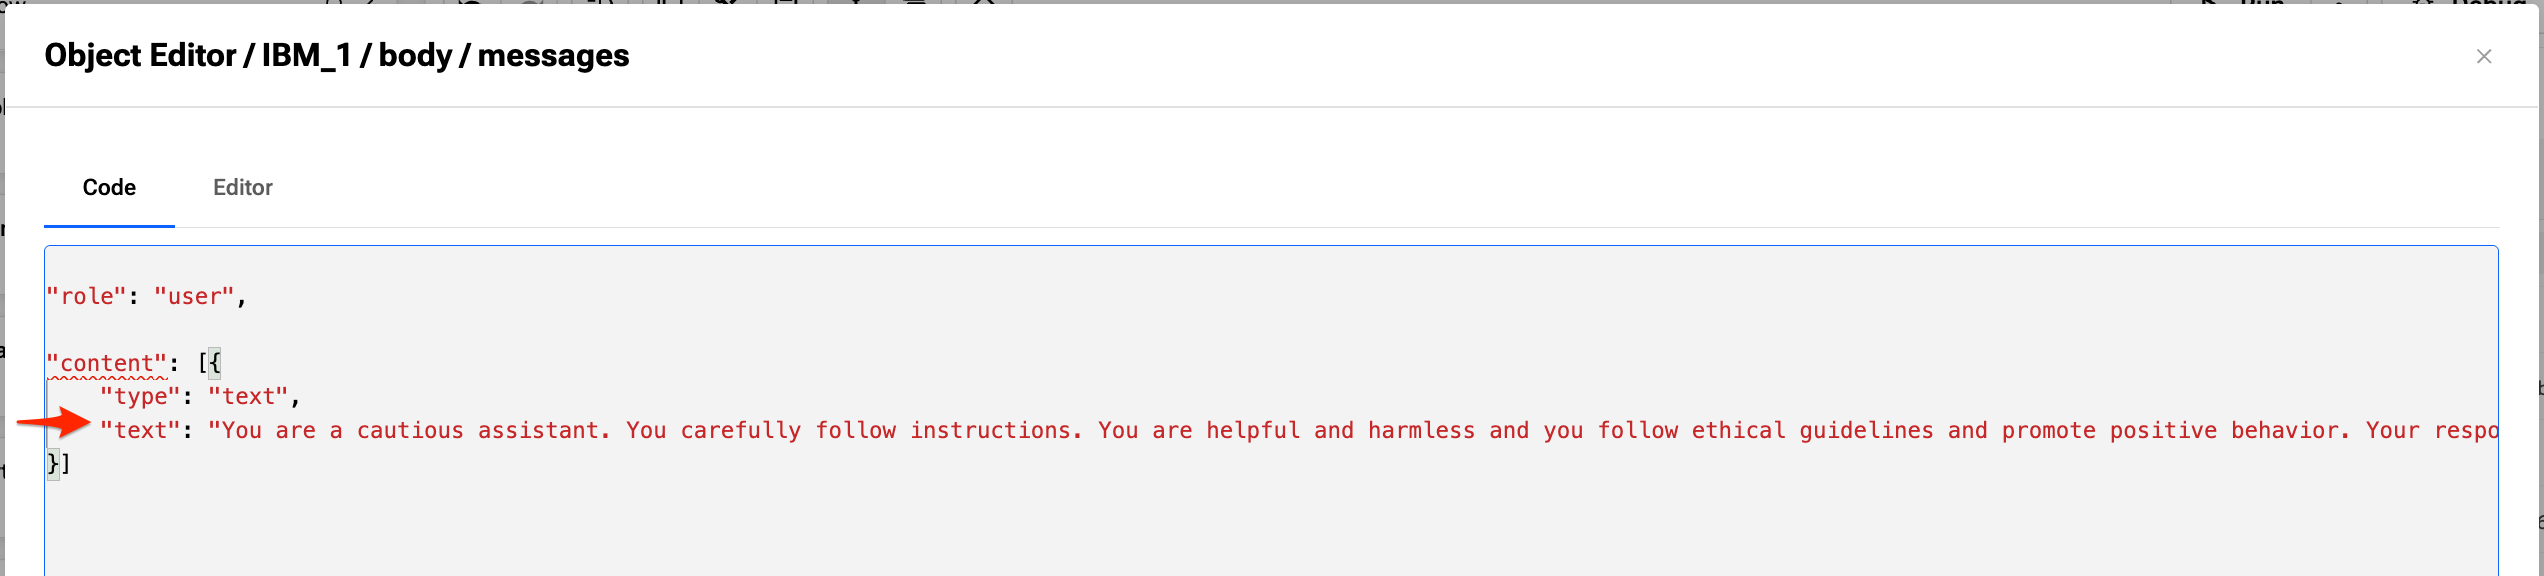 Object Editor / IBM_1 / body / messages
Code Editor
"role": "user",
"content": [{
"type": "text",
"text": "You are a cautious assistant. You carefully follow instructions. You are helpful and harmless and you follow ethical guidelines and promote positive behavior. Your respo
}]